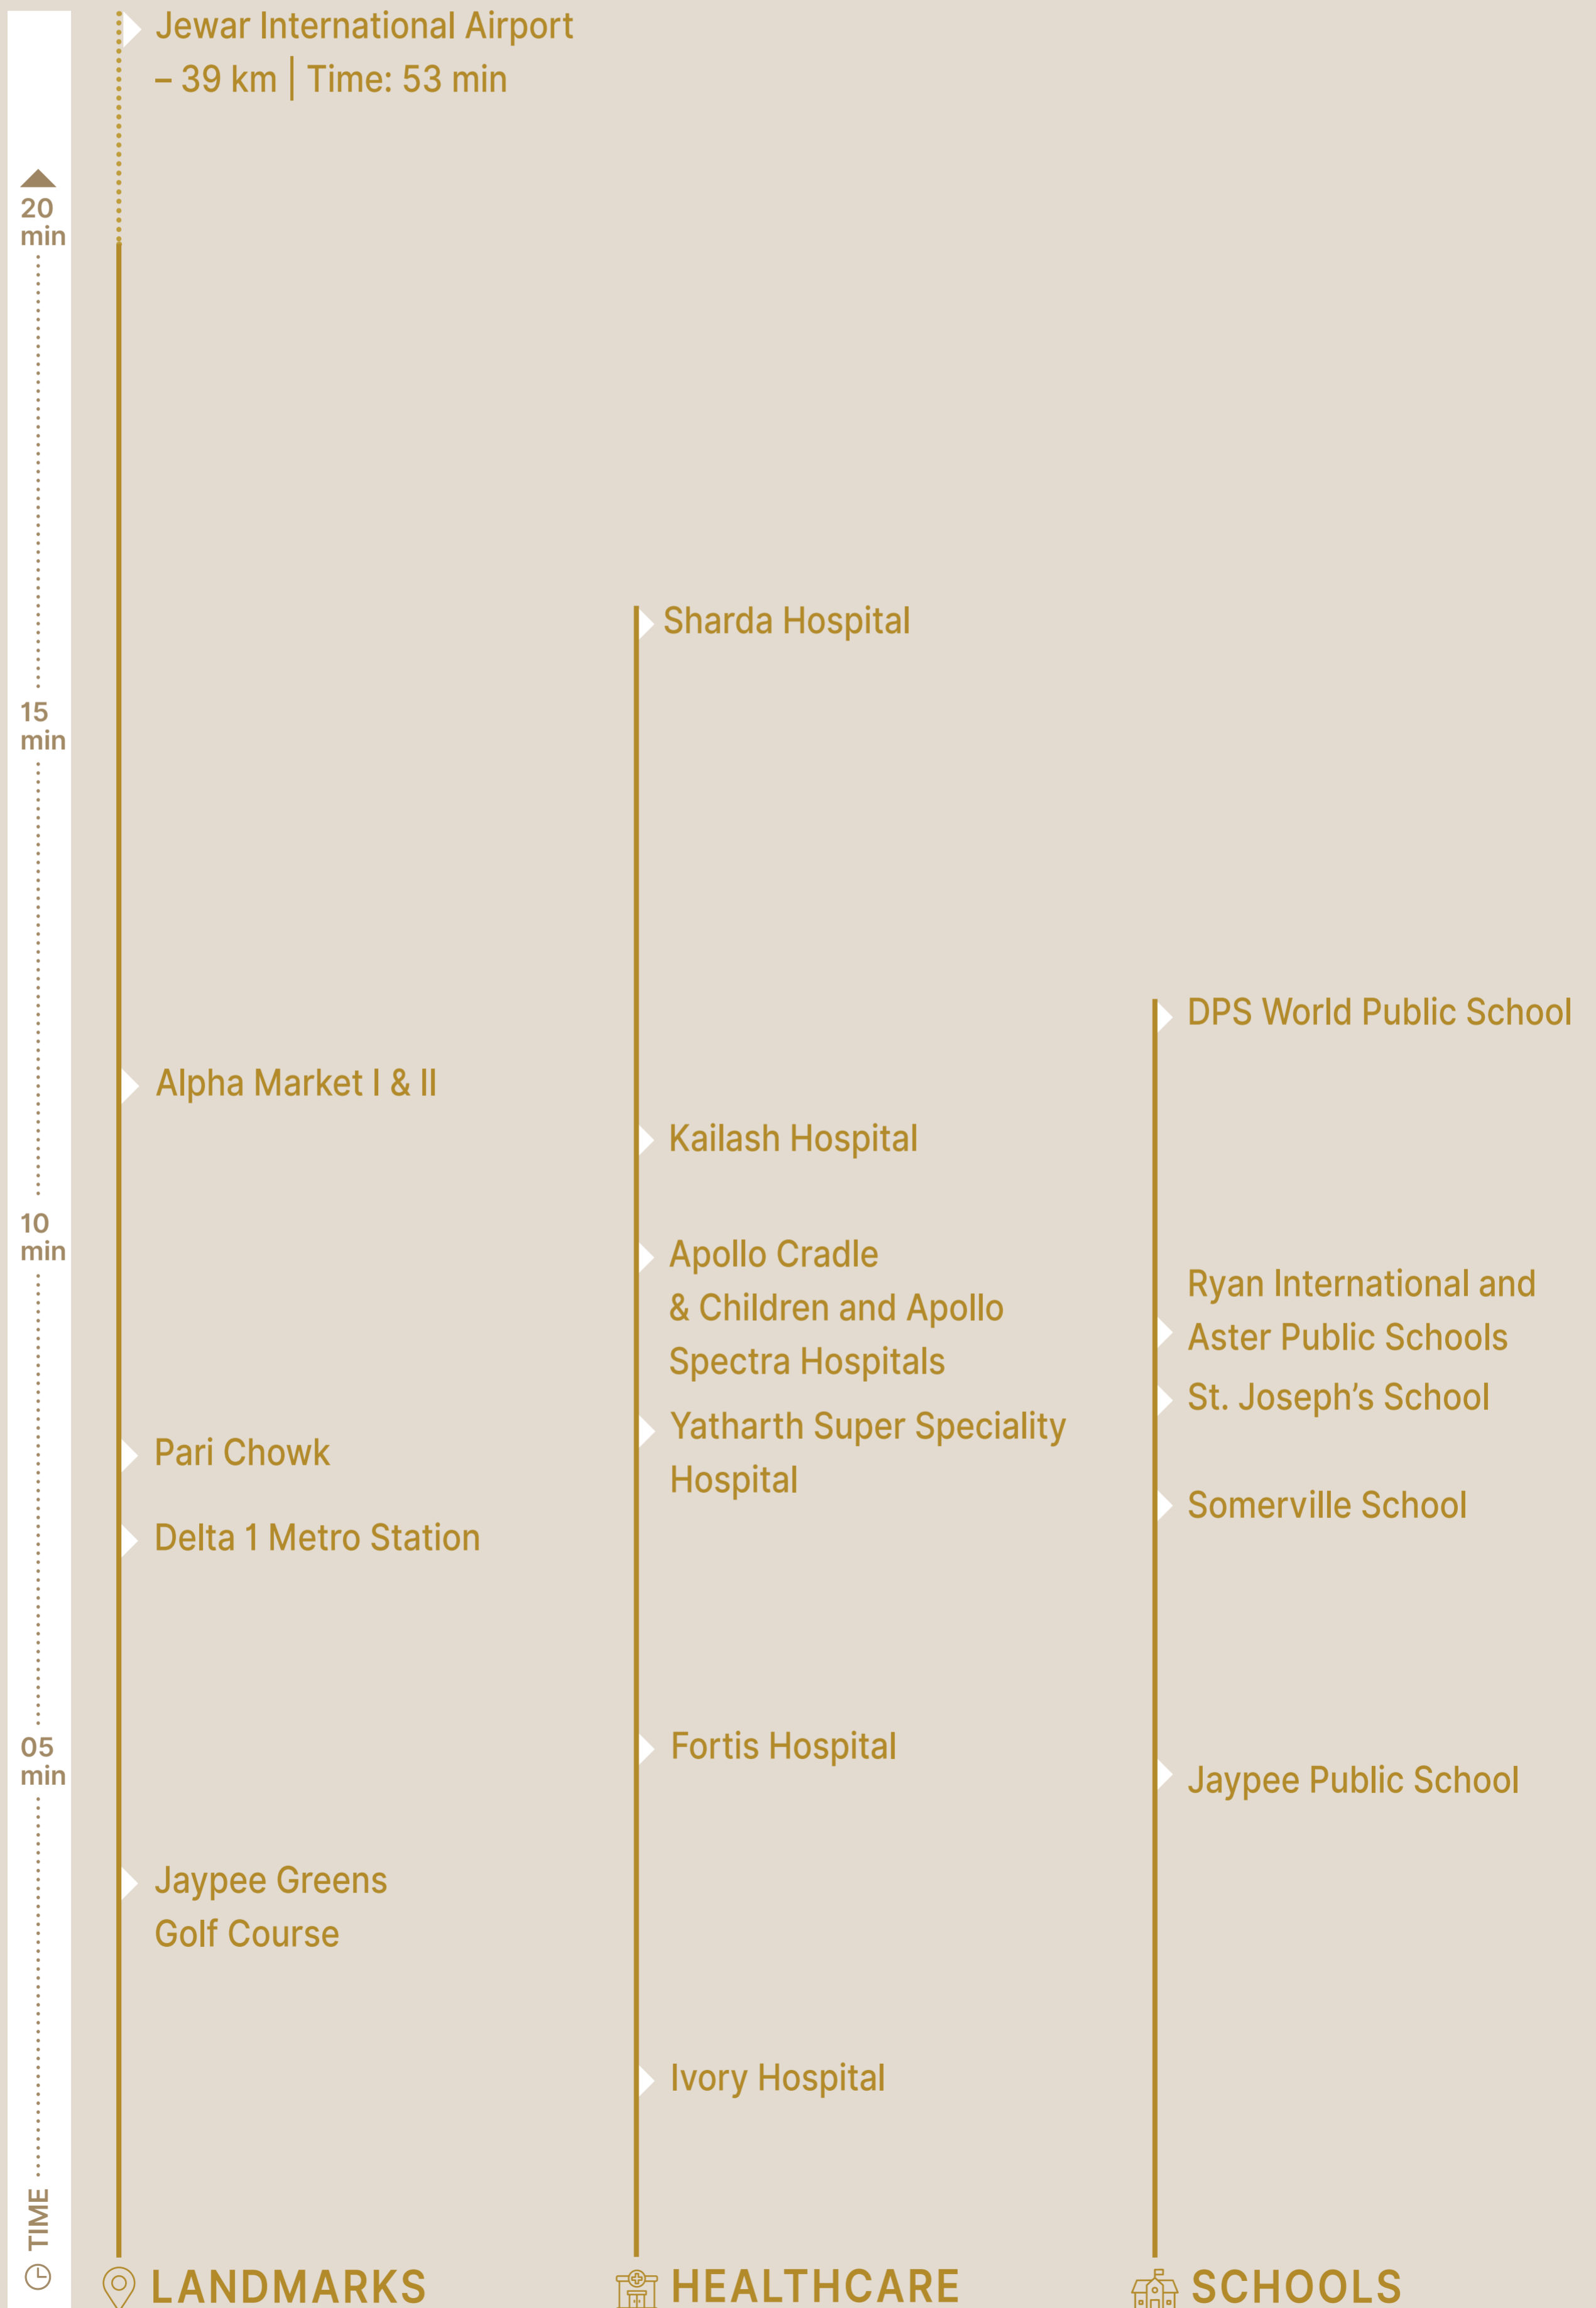 Jewar International Airport
– 39 km | Time: 53 min
20
min
15
min
10
min
05
min
TIME
Alpha Market I & II
Pari Chowk
Delta 1 Metro Station
Jaypee Greens
Golf Course
LANDMARKS
Sharda Hospital
Kailash Hospital
Apollo Cradle
& Children and Apollo
Spectra Hospitals
Yatharth Super Speciality
Hospital
Fortis Hospital
Ivory Hospital
HEALTHCARE
DPS World Public School
Ryan International and
Aster Public Schools
St. Joseph’s School
Somerville School
Jaypee Public School
SCHOOLS